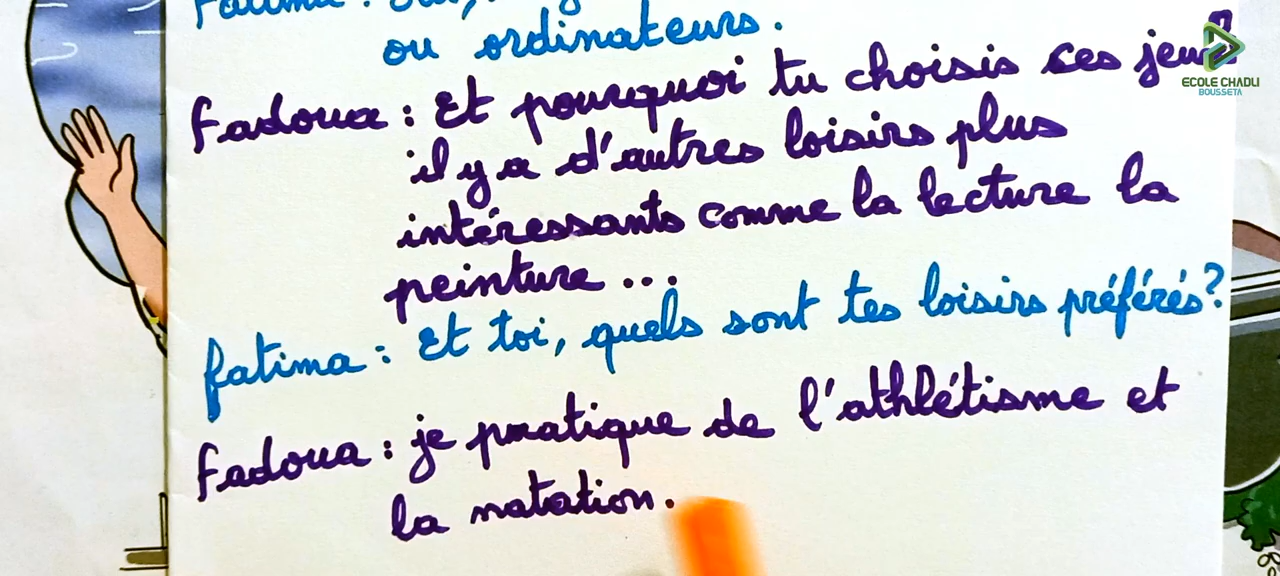 Fatima :
ou ordinateurs.
Fadoua : Et pourquoi tu choisis ces jeux?
il y a d'autres loisirs plus
intéressants comme la lecture la
peinture ...
fatima : Et toi, quels sont tes loisirs préférés?
Fadoua : je pratique de l'athlétisme et
la natation.
ECOLE CHADLI
BOUSSETA